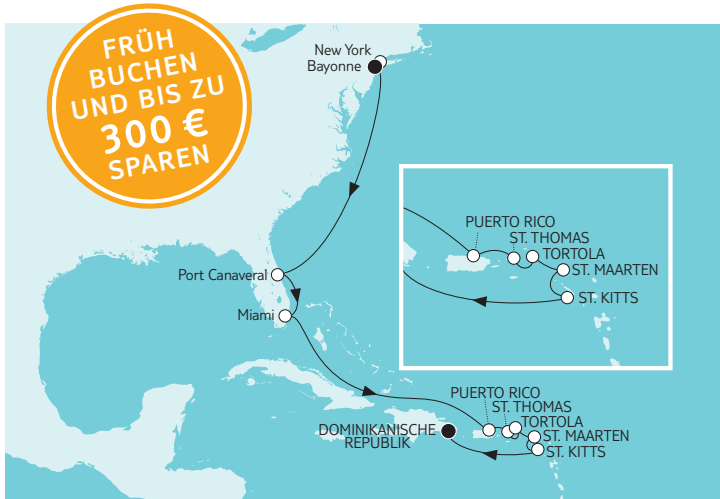 FRÜH
BUCHEN
UND BIS ZU
300 €
SPAREN
New York
Bayonne
Port Canaveral
Miami
PUERTO RICO
ST. THOMAS
TORTOLA
ST. MAARTEN
ST. KITTS
PUERTO RICO
ST. THOMAS
TORTOLA
ST. MAARTEN
ST. KITTS
DOMINIKANISCHE
REPUBLIK